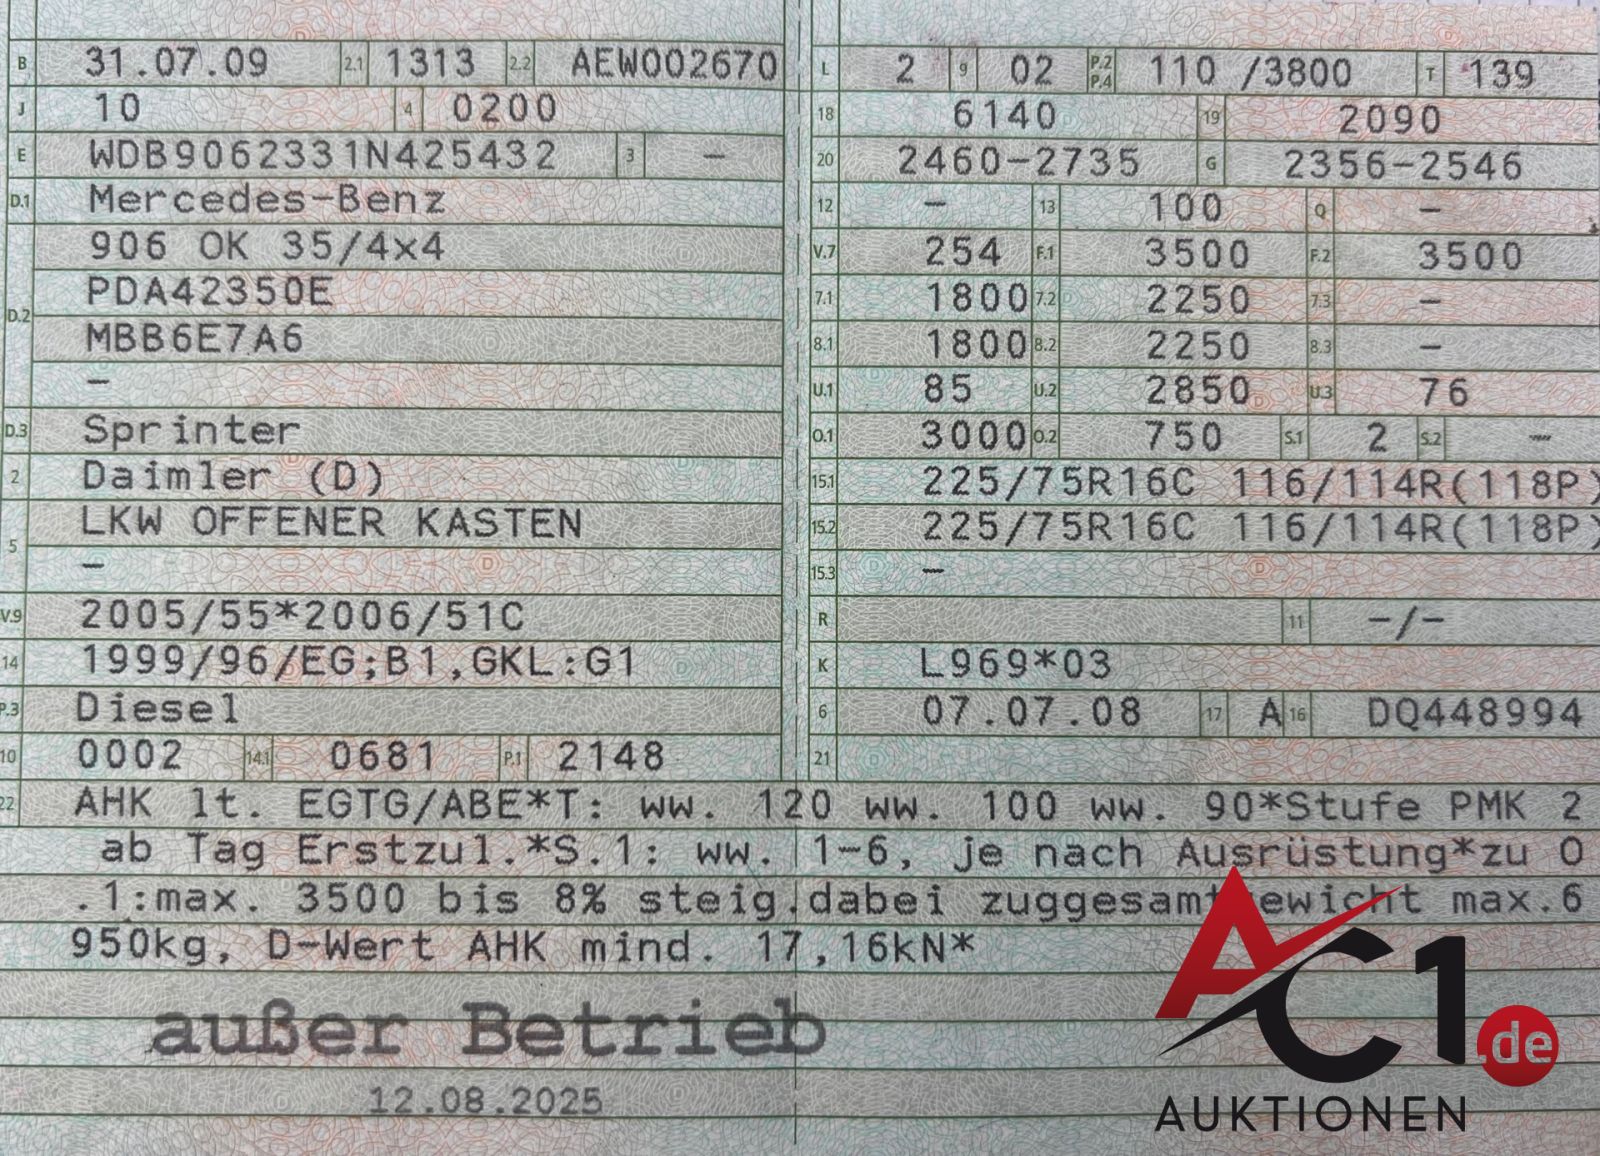 B 31.07.09 2.1 1313 2.2 AEW002670
J 10 4 0200
E WDB9062331N425432 3 –
D.1 Mercedes-Benz
906 OK 35/4x4
D.2 PDA42350E
MBB6E7A6
–
D.3 Sprinter
2 Daimler (D)
5 LKW OFFENER KASTEN
–
V.9 2005/55*2006/51C
14 1999/96/EG;B1,GKL:G1
P.3 Diesel
10 0002 14.1 0681 P.1 2148
L 2 9 02 P.2 P.4 110 /3800 T 139
18 6140 19 2090
20 2460-2735 G 2356-2546
12 – 13 100 Q –
V.7 254 F.1 3500 F.2 3500
7.1 1800 7.2 2250 7.3 –
8.1 1800 8.2 2250 8.3 –
U.1 85 U.2 2850 U.3 76
O.1 3000 O.2 750 S.1 2 S.2 –
15.1 225/75R16C 116/114R(118P)
15.2 225/75R16C 116/114R(118P)
15.3 –
R 11 –/–
K L969*03
6 07.07.08 17 A 16 DQ448994
21
22 AHK lt. EGTG/ABE*T: ww. 120 ww. 100 ww. 90*Stufe PMK 2
ab Tag Erstzul.*S.1: ww. 1-6, je nach Ausrüstung*zu O
.1:max. 3500 bis 8% steig.dabei zuggesamtgewicht max.6
950kg, D-Wert AHK mind. 17,16kN*
außer Betrieb
12.08.2025
AC1.de
AUKTIONEN